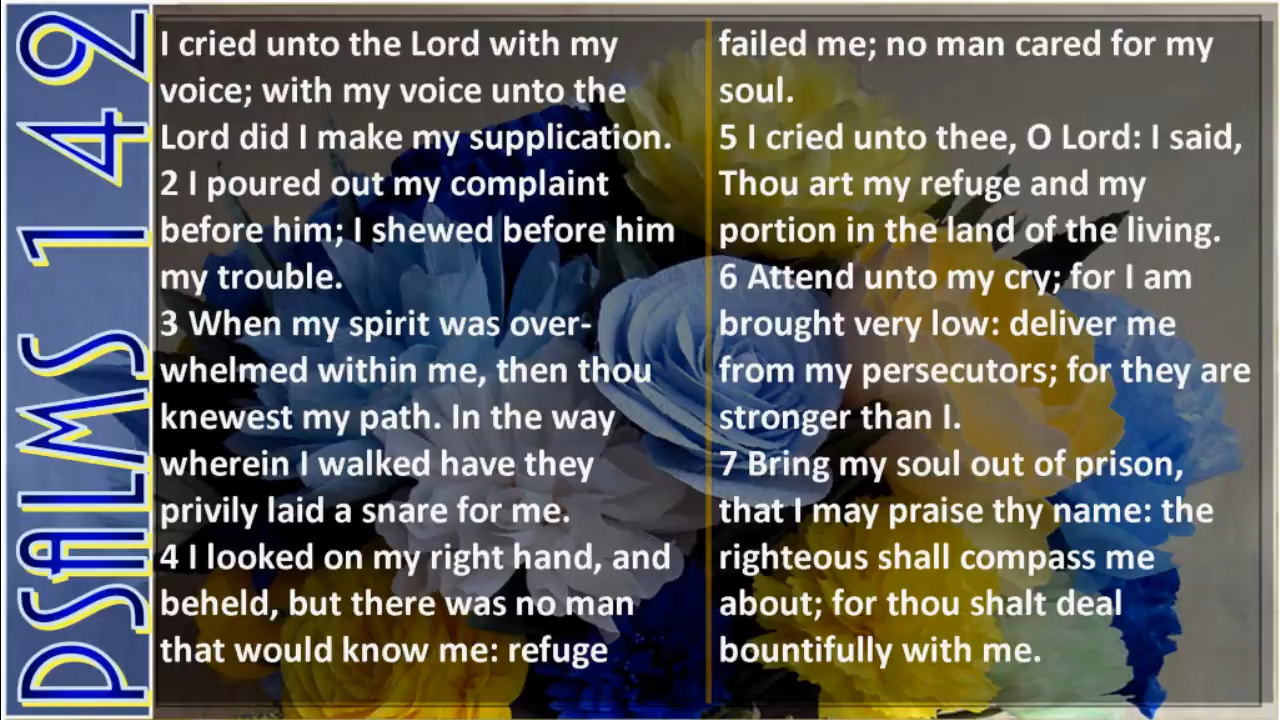 PSALMS 142
I cried unto the Lord with my
voice; with my voice unto the
Lord did I make my supplication.
2 I poured out my complaint
before him; I shewed before him
my trouble.
3 When my spirit was over-
whelmed within me, then thou
knewest my path. In the way
wherein I walked have they
privily laid a snare for me.
4 I looked on my right hand, and
beheld, but there was no man
that would know me: refuge
failed me; no man cared for my
soul.
5 I cried unto thee, O Lord: I said,
Thou art my refuge and my
portion in the land of the living.
6 Attend unto my cry; for I am
brought very low: deliver me
from my persecutors; for they are
stronger than I.
7 Bring my soul out of prison,
that I may praise thy name: the
righteous shall compass me
about; for thou shalt deal
bountifully with me.